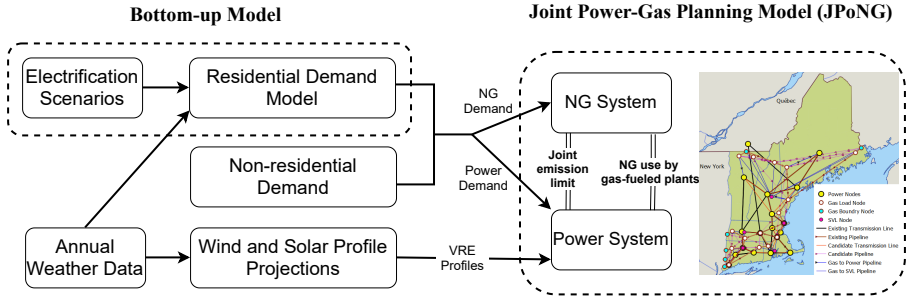 Bottom-up Model
Joint Power-Gas Planning Model (JPoNG)
Electrification
Scenarios
Residential Demand
Model
Non-residential
Demand
Annual
Weather Data
Wind and Solar Profile
Projections
NG
Demand
Power
Demand
VRE
Profiles
NG System
Joint
emission
limit
NG use by
gas-fueled plants
Power System
Québec
New York
Power Nodes
Gas Load Node
Gas Boundry Node
SVL Node
Existing Transmission Line
Existing Pipeline
Candidate Transmission Line
Candidate Pipeline
Gas to Power Pipeline
Gas to SVL Pipeline